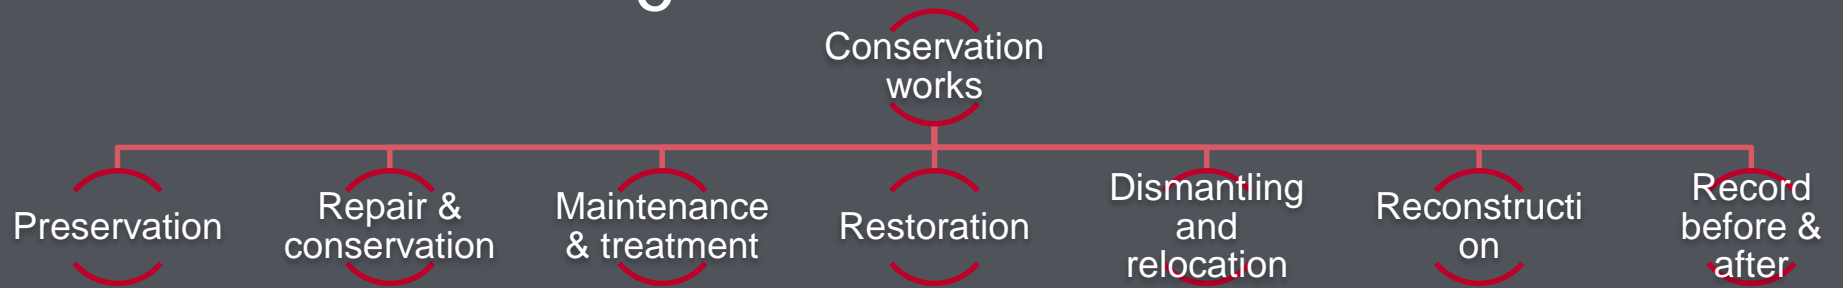 Conservation
works
Preservation
Repair &
conservation
Maintenance
& treatment
Restoration
Dismantling
and
relocation
Reconstructi
on
Record
before &
after